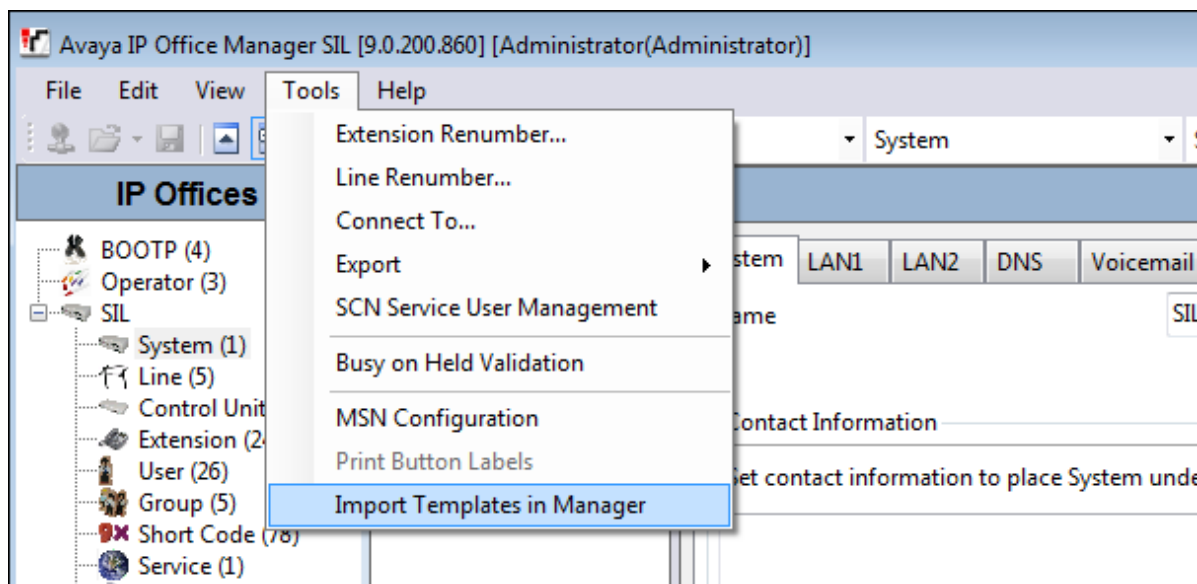 Avaya IP Office Manager SIL [9.0.200.860] [Administrator(Administrator)]
File Edit View Tools Help
System
IP Offices
BOOTP (4)
Operator (3)
SIL
System (1)
Line (5)
Control Unit
Extension (2
User (26)
Group (5)
Short Code (78)
Service (1)
Extension Renumber...
Line Renumber...
Connect To...
Export
SCN Service User Management
Busy on Held Validation
MSN Configuration
Print Button Labels
Import Templates in Manager
stem LAN1 LAN2 DNS Voicemail
ame SIL
Contact Information
Set contact information to place System unde